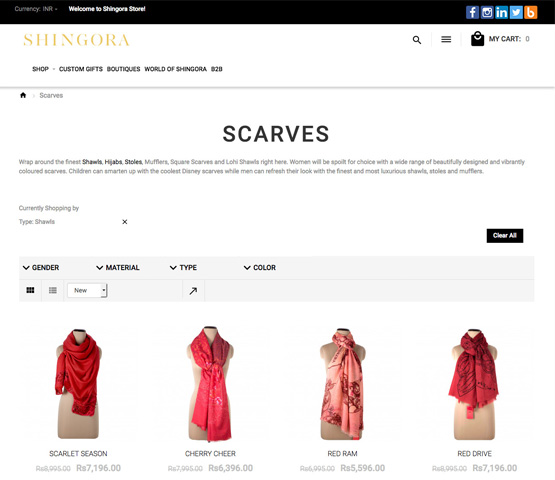 Currency: INR
Welcome to Shingora Store!
SHINGORA
MY CART: 0
SHOP CUSTOM GIFTS BOUTIQUES WORLD OF SHINGORA B2B
Scarves
SCARVES
Wrap around the finest Shawls, Hijabs, Stoles, Mufflers, Square Scarves and Lohi Shawls right here. Women will be spoilt for choice with a wide range of beautifully designed and vibrantly
coloured scarves. Children can smarten up with the coolest Disney scarves while men can refresh their look with the finest and most luxurious shawls, stoles and mufflers.
Currently Shopping by
Type: Shawls
Clear All
GENDER MATERIAL TYPE COLOR
New
SCARLET SEASON CHERRY CHEER RED RAM RED DRIVE
Rs8,995.00 Rs7,196.00 Rs7,995.00 Rs6,396.00 Rs6,995.00 Rs5,596.00 Rs8,995.00 Rs7,196.00